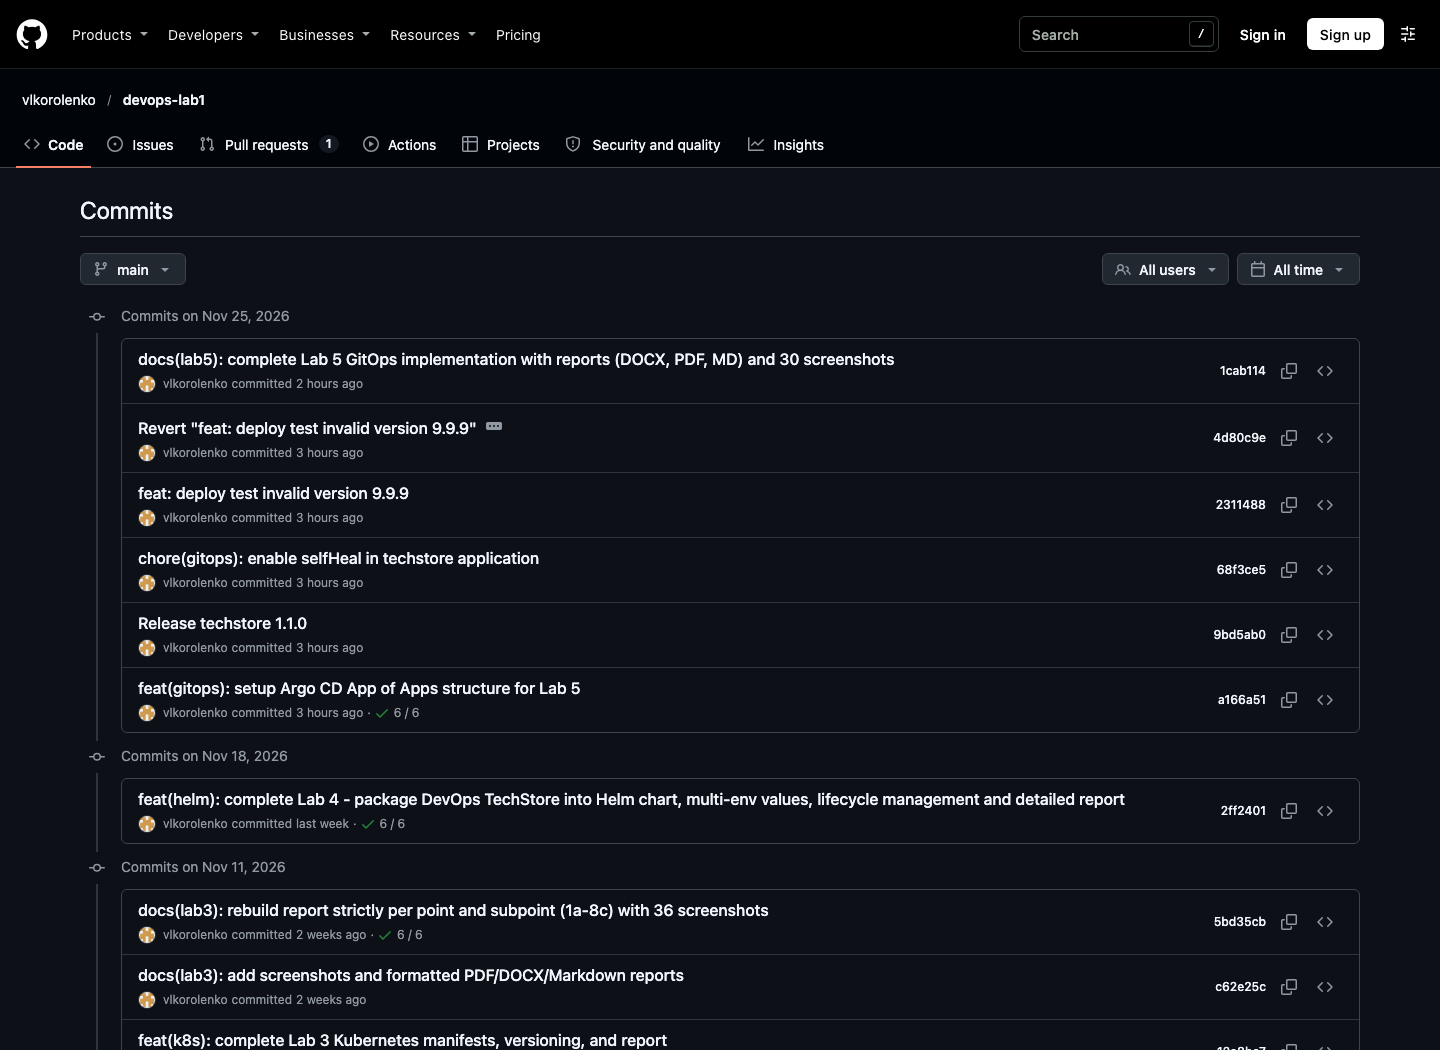 Products Developers Businesses Resources Pricing Search / Sign in Sign up
vlkorolenko / devops-lab1
Code Issues Pull requests 1 Actions Projects Security and quality Insights
Commits
main All users All time
Commits on Nov 25, 2026
docs(lab5): complete Lab 5 GitOps implementation with reports (DOCX, PDF, MD) and 30 screenshots
vlkorolenko committed 2 hours ago
1cab114
Revert "feat: deploy test invalid version 9.9.9"
vlkorolenko committed 3 hours ago
4d80c9e
feat: deploy test invalid version 9.9.9
vlkorolenko committed 3 hours ago
2311488
chore(gitops): enable selfHeal in techstore application
vlkorolenko committed 3 hours ago
68f3ce5
Release techstore 1.1.0
vlkorolenko committed 3 hours ago
9bd5ab0
feat(gitops): setup Argo CD App of Apps structure for Lab 5
vlkorolenko committed 3 hours ago · 6 / 6
a166a51
Commits on Nov 18, 2026
feat(helm): complete Lab 4 - package DevOps TechStore into Helm chart, multi-env values, lifecycle management and detailed report
vlkorolenko committed last week · 6 / 6
2ff2401
Commits on Nov 11, 2026
docs(lab3): rebuild report strictly per point and subpoint (1a-8c) with 36 screenshots
vlkorolenko committed 2 weeks ago · 6 / 6
5bd35cb
docs(lab3): add screenshots and formatted PDF/DOCX/Markdown reports
vlkorolenko committed 2 weeks ago
c62e25c
feat(k8s): complete Lab 3 Kubernetes manifests, versioning, and report